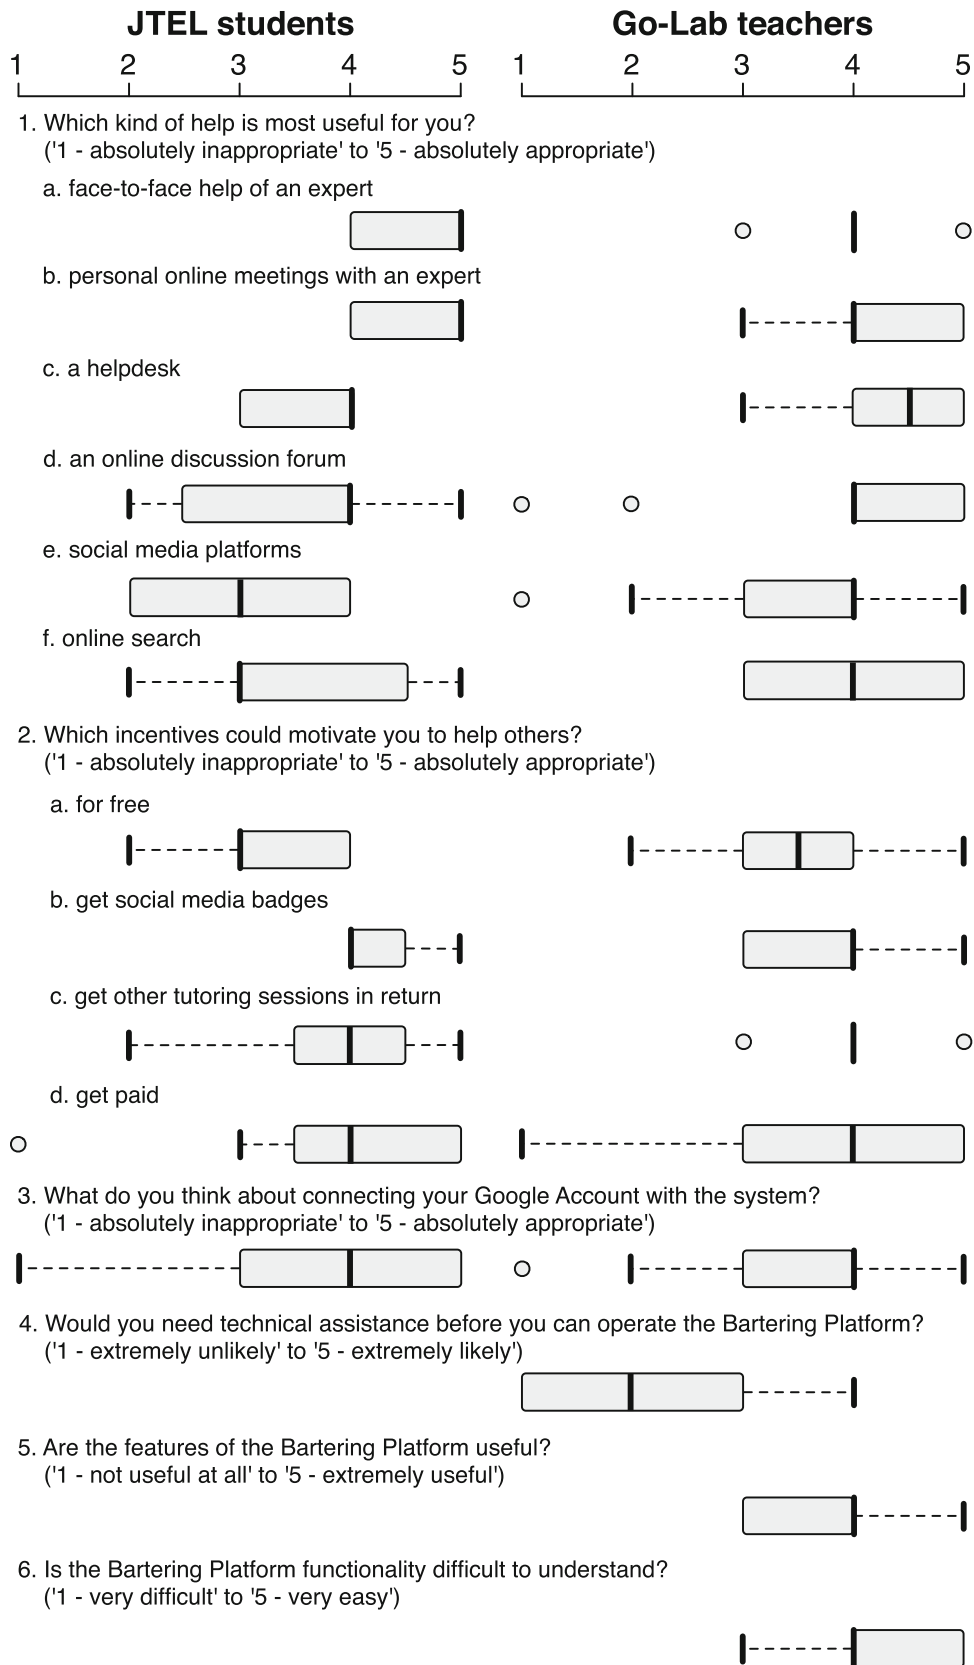 JTEL students Go-Lab teachers
1 2 3 4 5 1 2 3 4 5
1. Which kind of help is most useful for you?
('1 - absolutely inappropriate' to '5 - absolutely appropriate')
a. face-to-face help of an expert
b. personal online meetings with an expert
c. a helpdesk
d. an online discussion forum
e. social media platforms
f. online search
2. Which incentives could motivate you to help others?
('1 - absolutely inappropriate' to '5 - absolutely appropriate')
a. for free
b. get social media badges
c. get other tutoring sessions in return
d. get paid
3. What do you think about connecting your Google Account with the system?
('1 - absolutely inappropriate' to '5 - absolutely appropriate')
4. Would you need technical assistance before you can operate the Bartering Platform?
('1 - extremely unlikely' to '5 - extremely likely')
5. Are the features of the Bartering Platform useful?
('1 - not useful at all' to '5 - extremely useful')
6. Is the Bartering Platform functionality difficult to understand?
('1 - very difficult' to '5 - very easy')